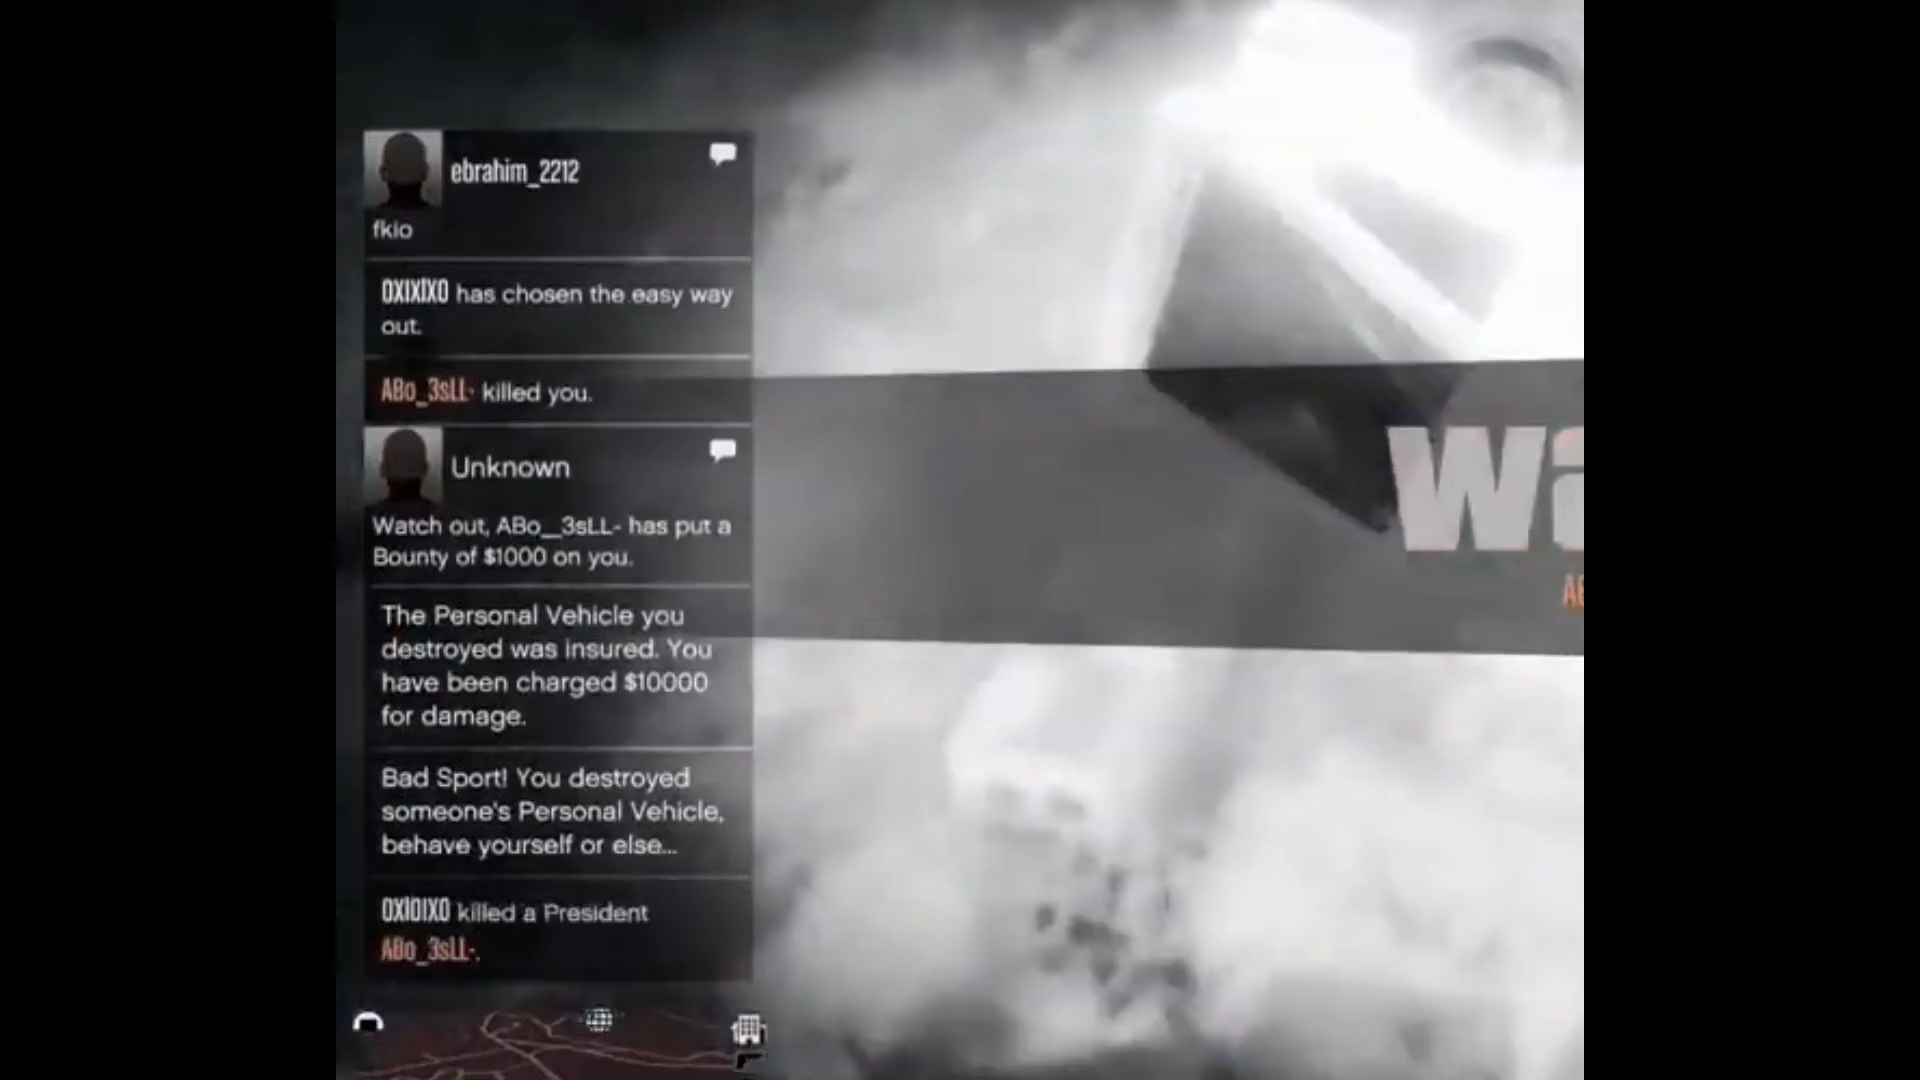 ebrahim_2212
fkio
0XIXIX0 has chosen the easy way
out.
ABo_3sLL- killed you.
Unknown
Watch out, ABo__3sLL- has put a
Bounty of $1000 on you.
The Personal Vehicle you
destroyed was insured. You
have been charged $10000
for damage.
Bad Sport! You destroyed
someone's Personal Vehicle,
behave yourself or else...
0XIOIX0 killed a President
ABo_3sLL-.